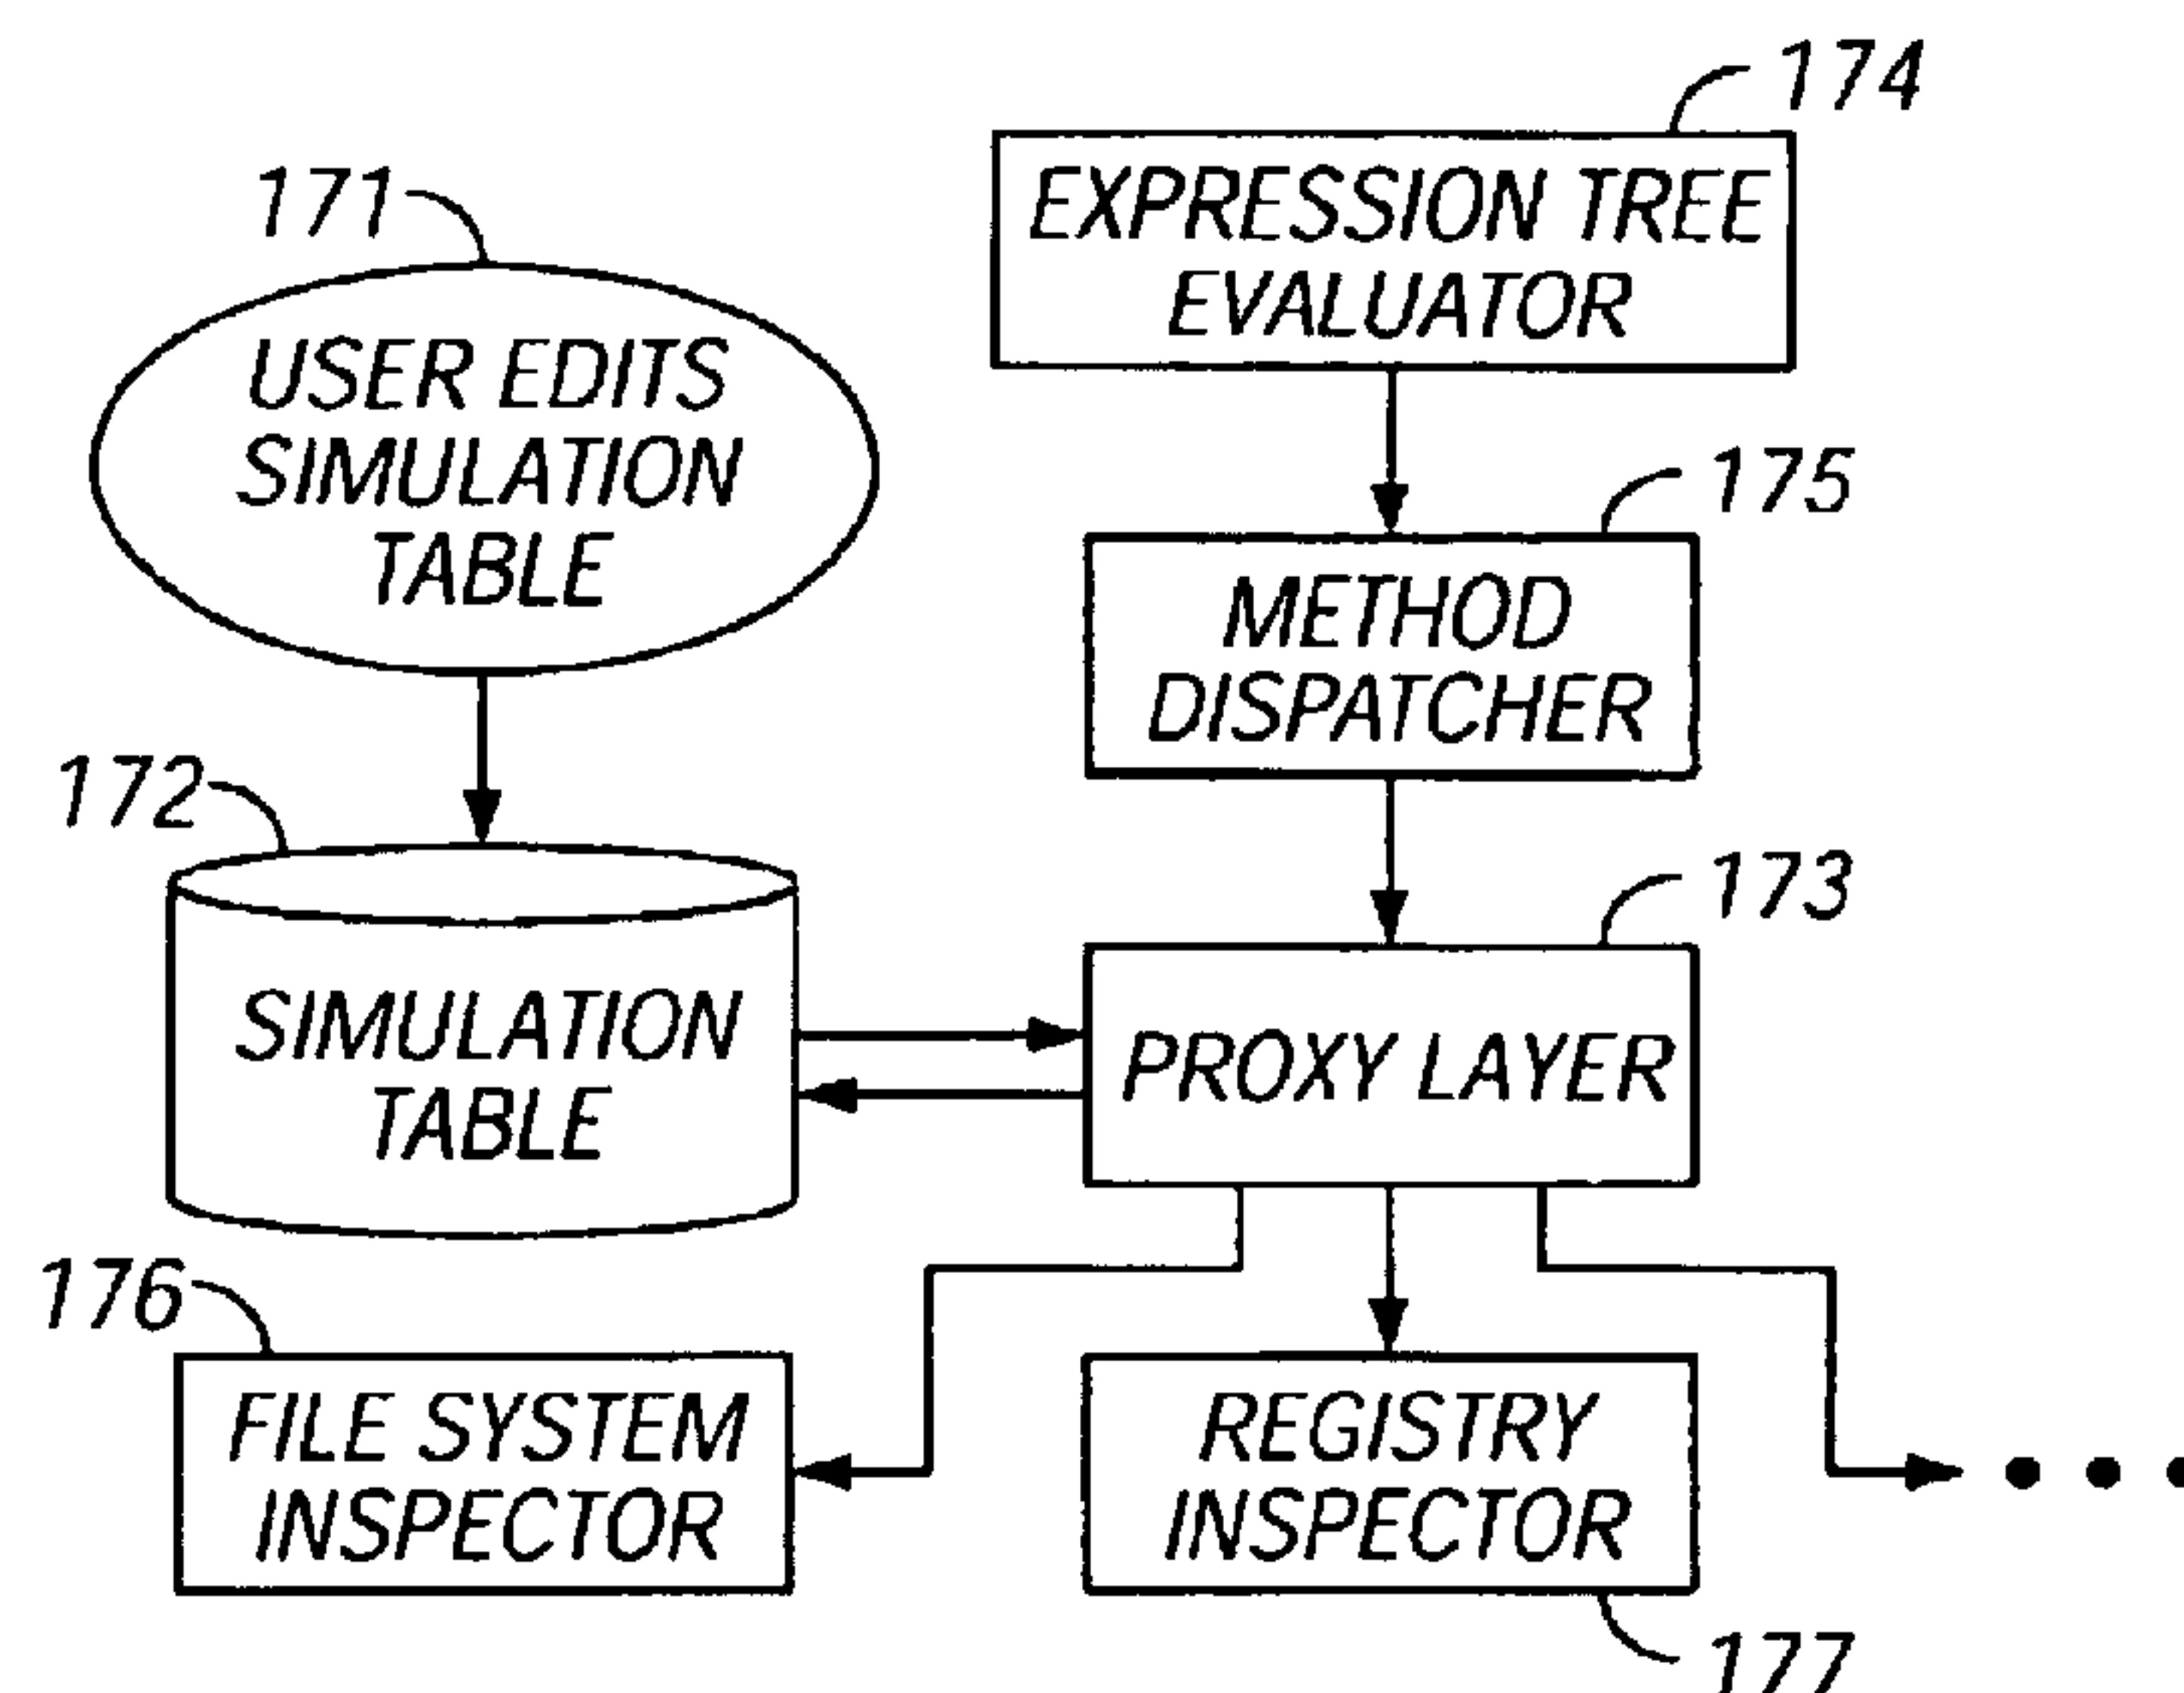 174
EXPRESSION TREE
EVALUATOR
171
USER EDITS
SIMULATION
TABLE
175
METHOD
DISPATCHER
172
SIMULATION
TABLE
173
PROXY LAYER
176
FILE SYSTEM
INSPECTOR
REGISTRY
INSPECTOR
177